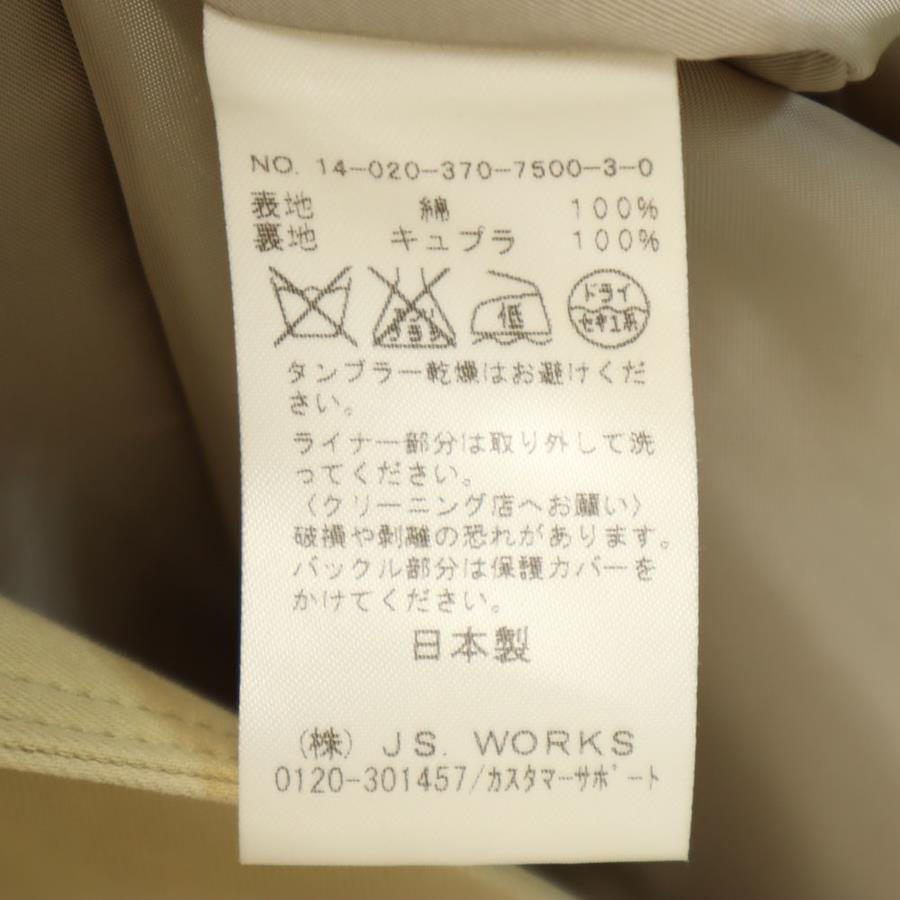 NO. 14-020-370-7500-3-0
表地 綿 100%
裏地 キュプラ 100%
エンソ サラシ 低 ドライ セキユ系
タンブラー乾燥はお避けくだ
さい。
ライナー部分は取り外して洗
ってください。
〈クリーニング店へお願い〉
破損や剥離の恐れがあります。
バックル部分は保護カバーを
かけてください。
日本製
(株) JS. WORKS
0120-301457/カスタマーサポート